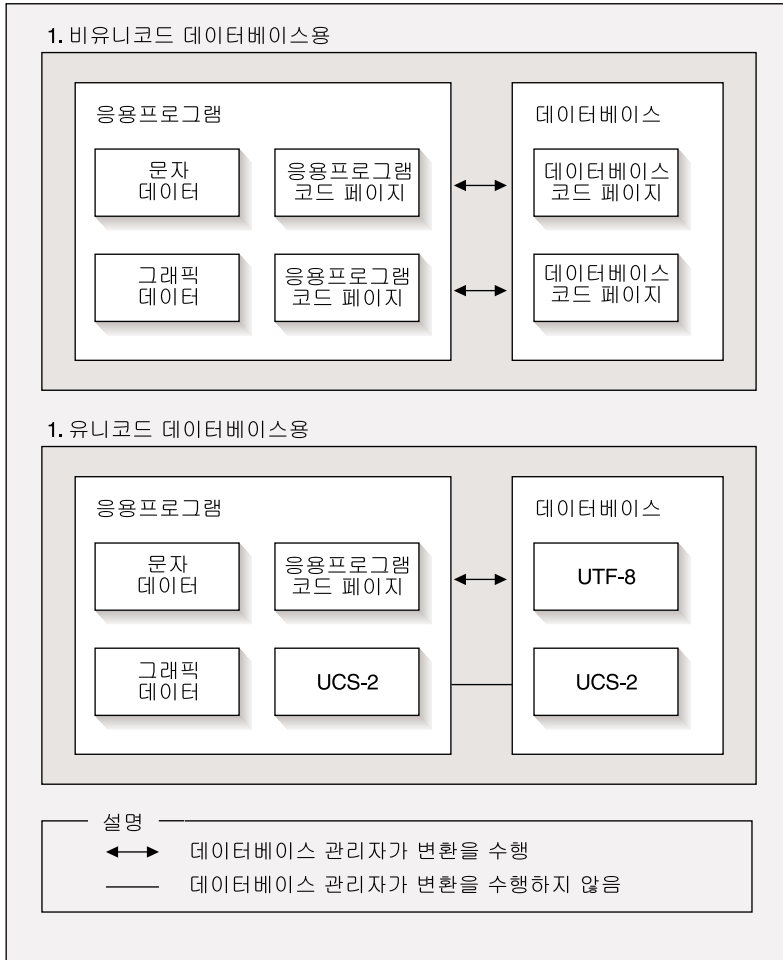 1. 비유니코드 데이터베이스용
응용프로그램
데이터베이스
문자
데이터
응용프로그램
코드 페이지
데이터베이스
코드 페이지
그래픽
데이터
응용프로그램
코드 페이지
데이터베이스
코드 페이지
1. 유니코드 데이터베이스용
응용프로그램
데이터베이스
문자
데이터
응용프로그램
코드 페이지
UTF-8
그래픽
데이터
UCS-2
UCS-2
설명
데이터베이스 관리자가 변환을 수행
데이터베이스 관리자가 변환을 수행하지 않음